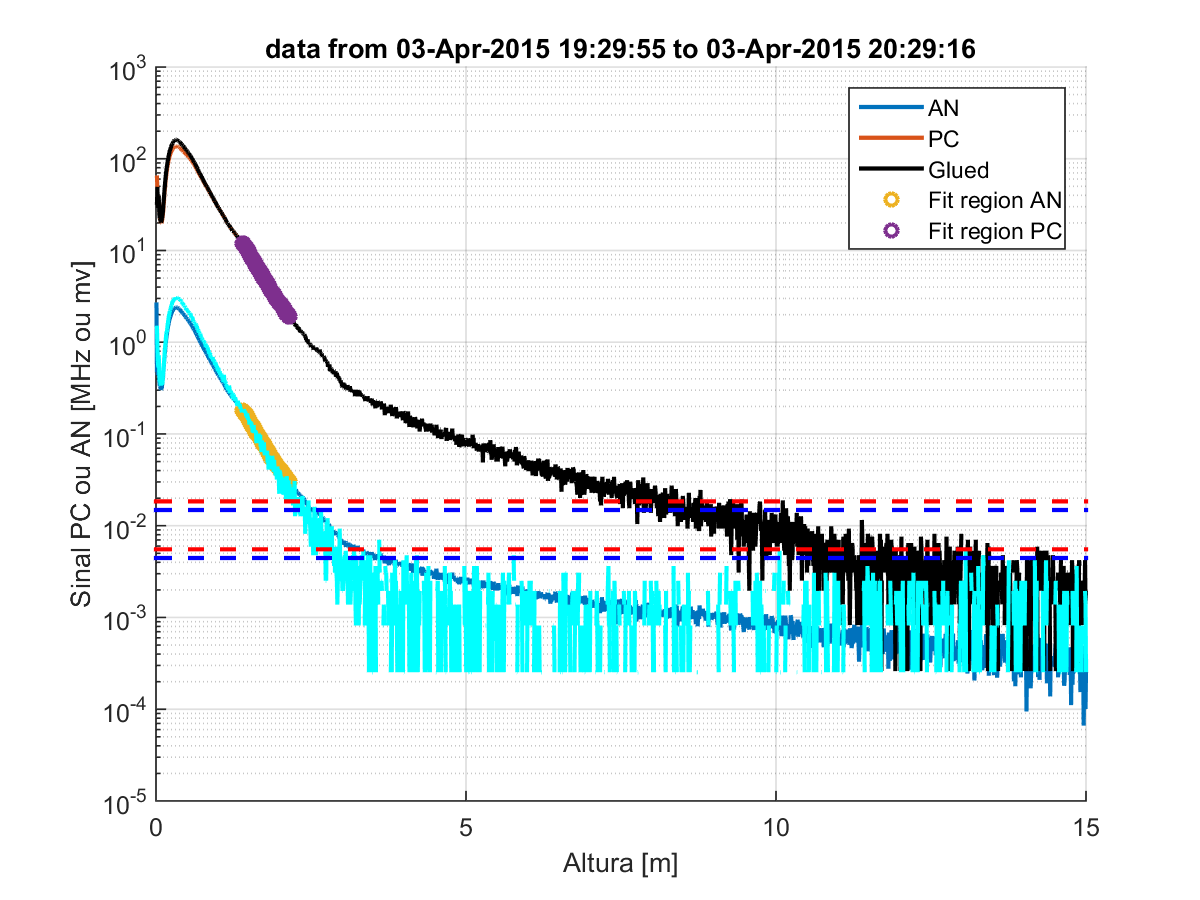 data from 03-Apr-2015 19:29:55 to 03-Apr-2015 20:29:16
Sinal PC ou AN [MHz ou mv]
10^3
10^2
10^1
10^0
10^-1
10^-2
10^-3
10^-4
10^-5
AN
PC
Glued
Fit region AN
Fit region PC
0 5 10 15
Altura [m]